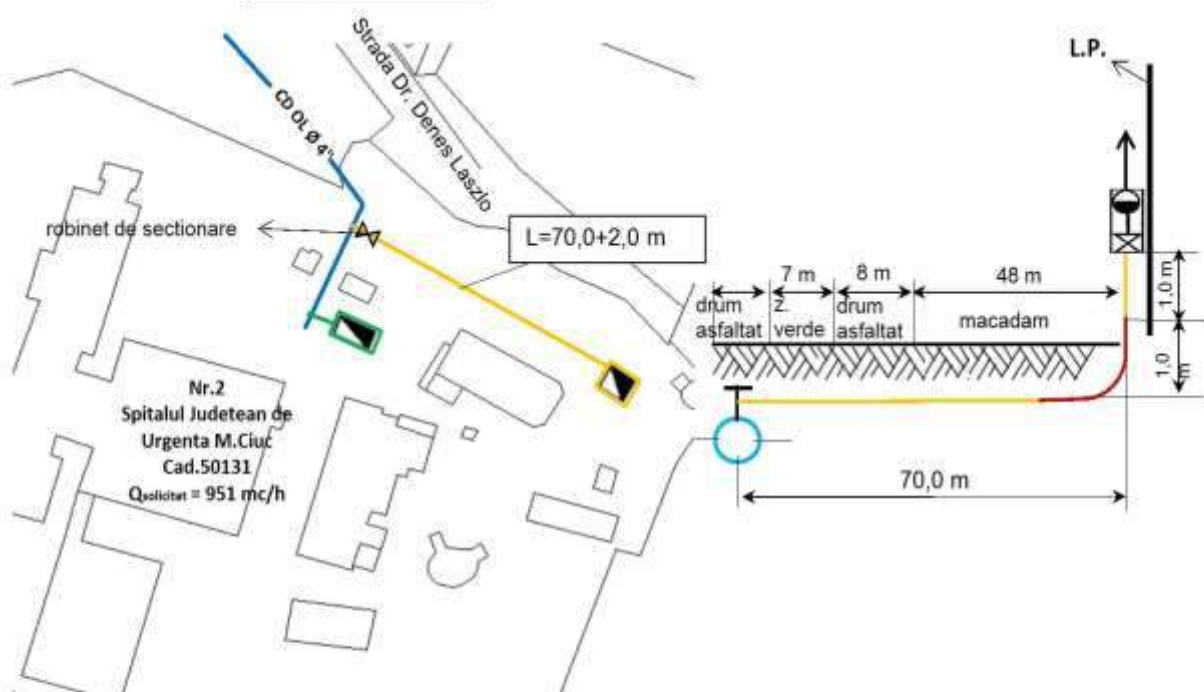 Strada Dr. Denes Laszlo
CD OL Ø 4"
robinet de sectionare
L=70,0+2,0 m
Nr.2
Spitalul Judetean de
Urgenta M.Ciuc
Cad.50131
Qsolicitat = 951 mc/h
L.P.
7 m
8 m
48 m
drum
asfaltat
z.
verde
drum
asfaltat
macadam
1,0 m
1,0
m
70,0 m